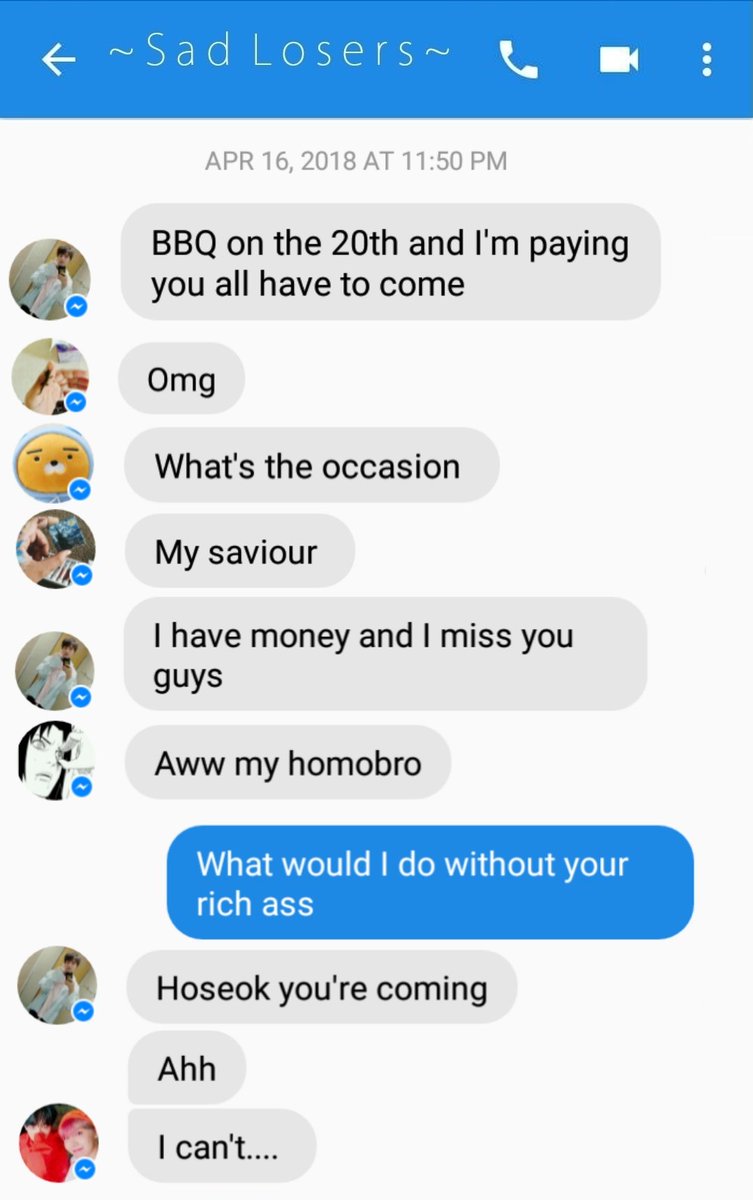 ~Sad Losers~
APR 16, 2018 AT 11:50 PM
BBQ on the 20th and I'm paying
you all have to come
Omg
What's the occasion
My saviour
I have money and I miss you
guys
Aww my homobro
What would I do without your
rich ass
Hoseok you're coming
Ahh
I can't....